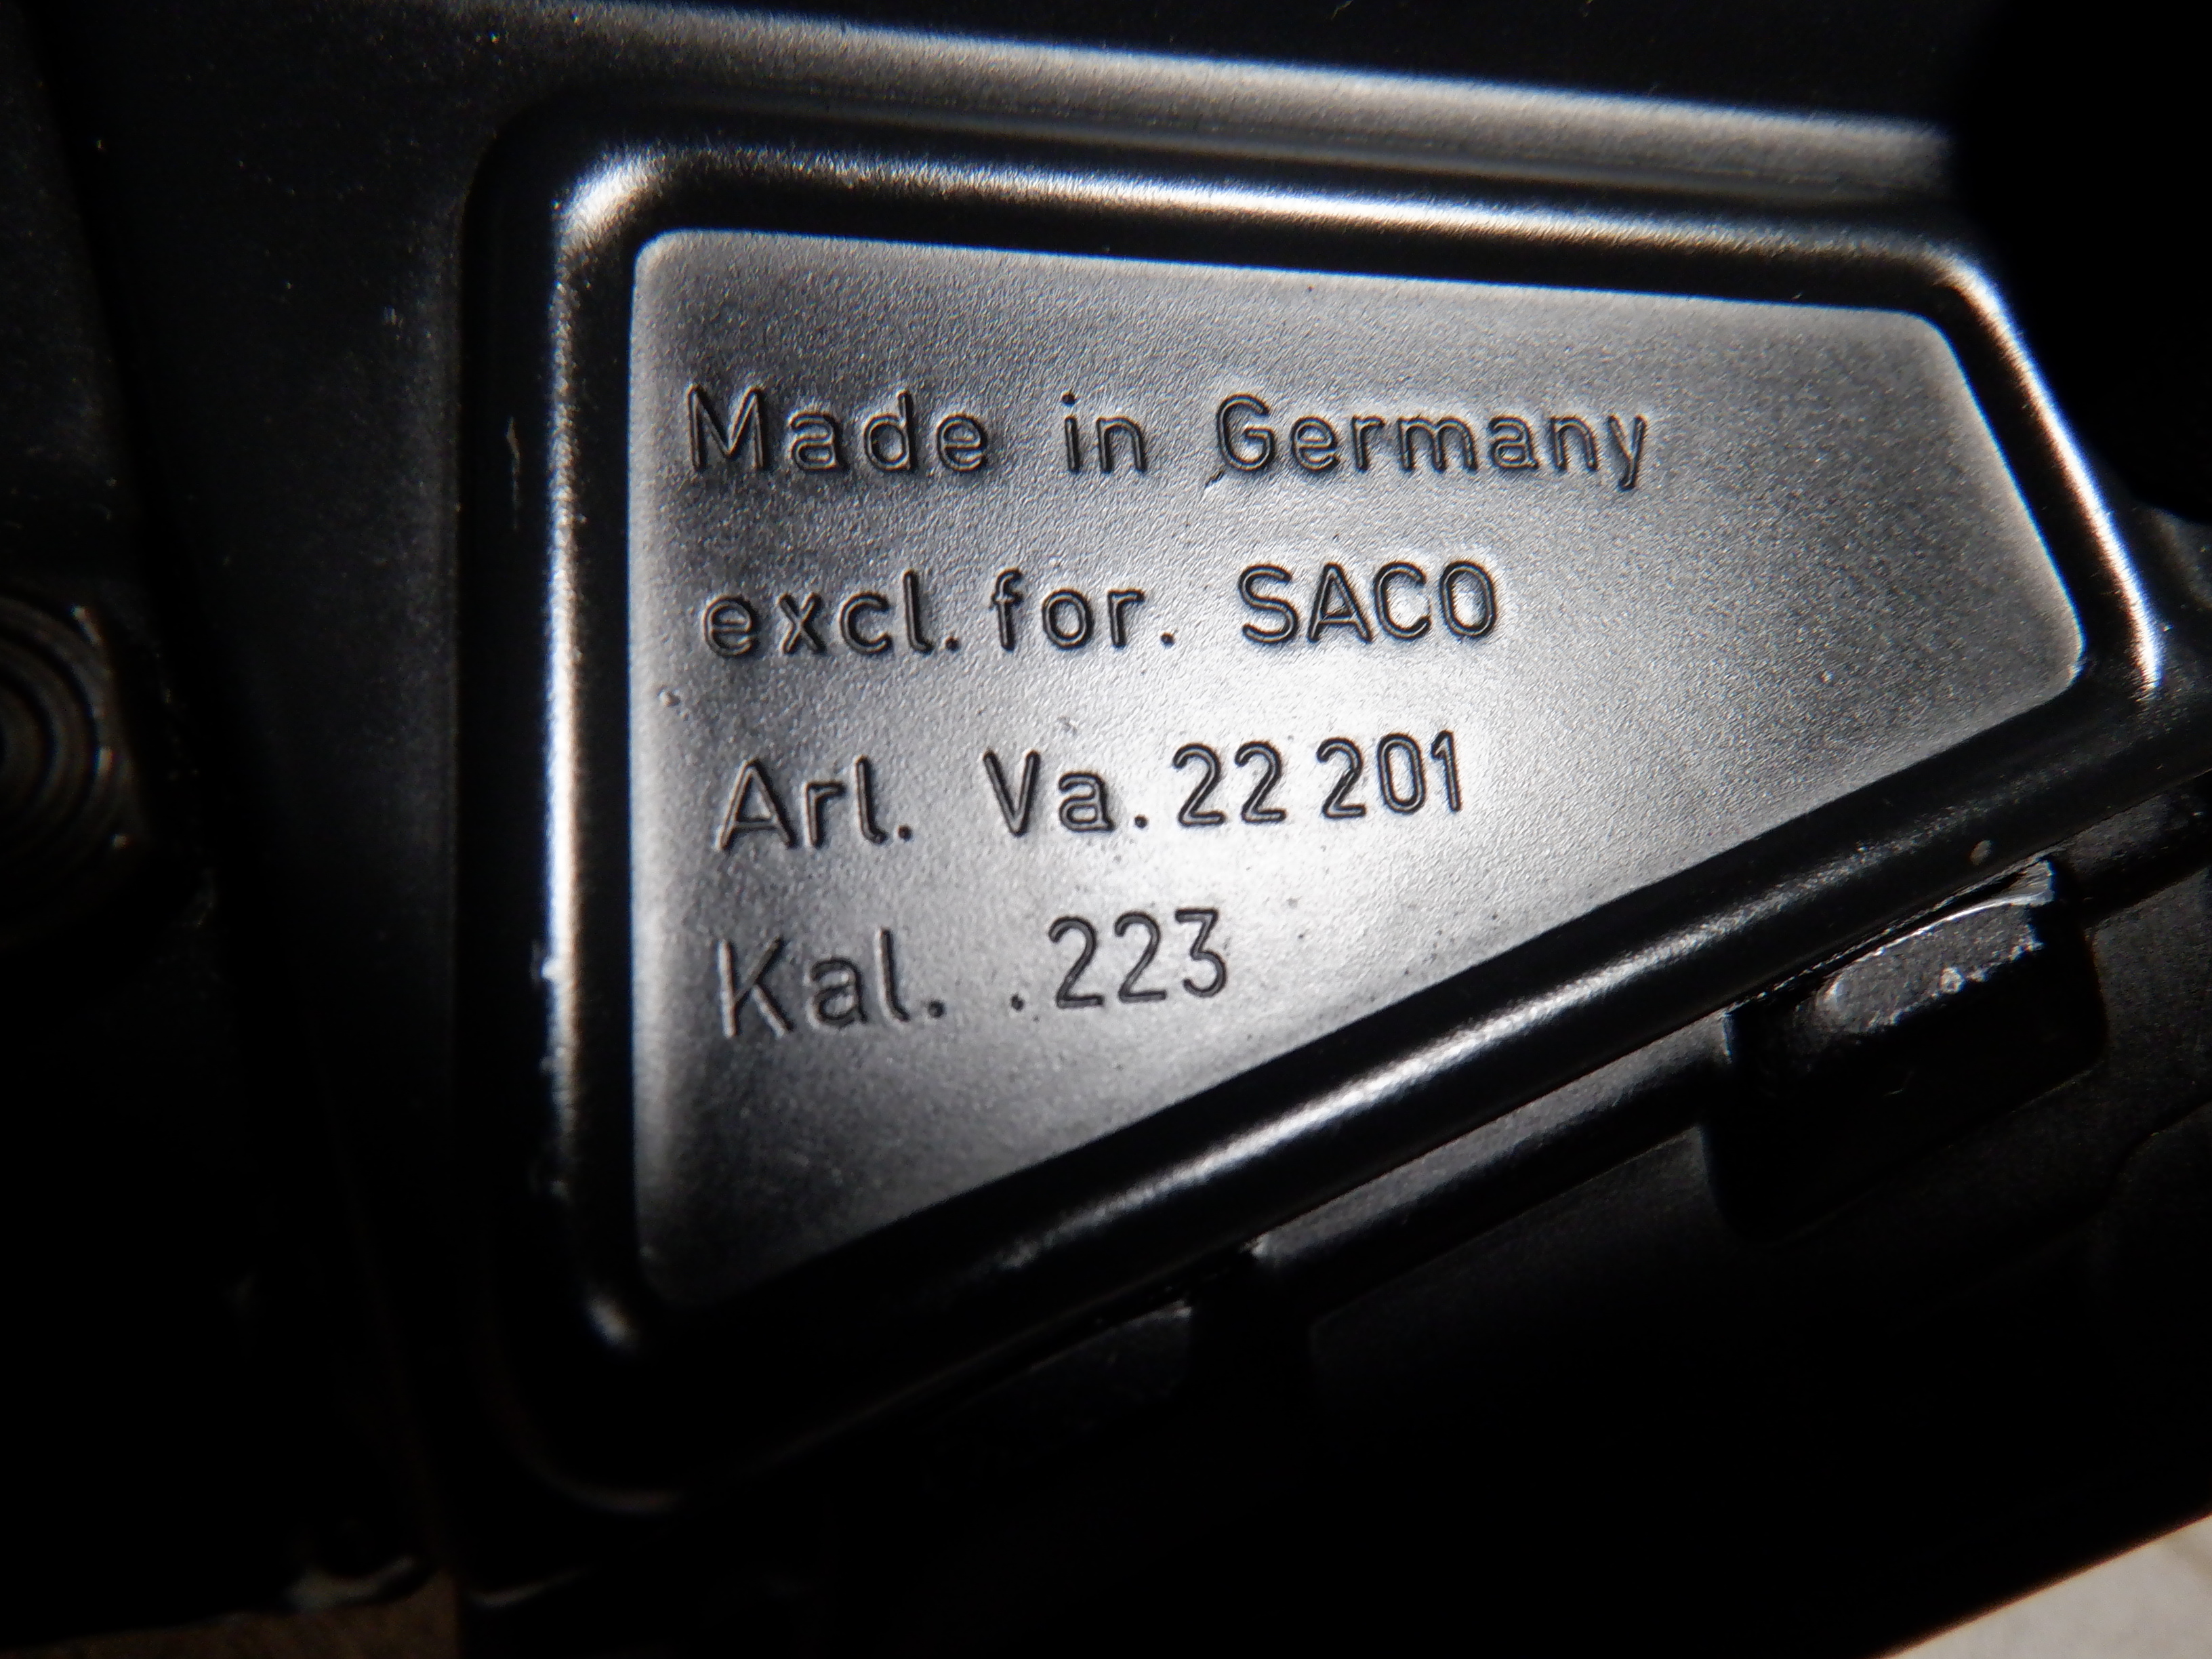 Made in Germany
excl. for. SACO
Arl. Va. 22 201
Kal. .223